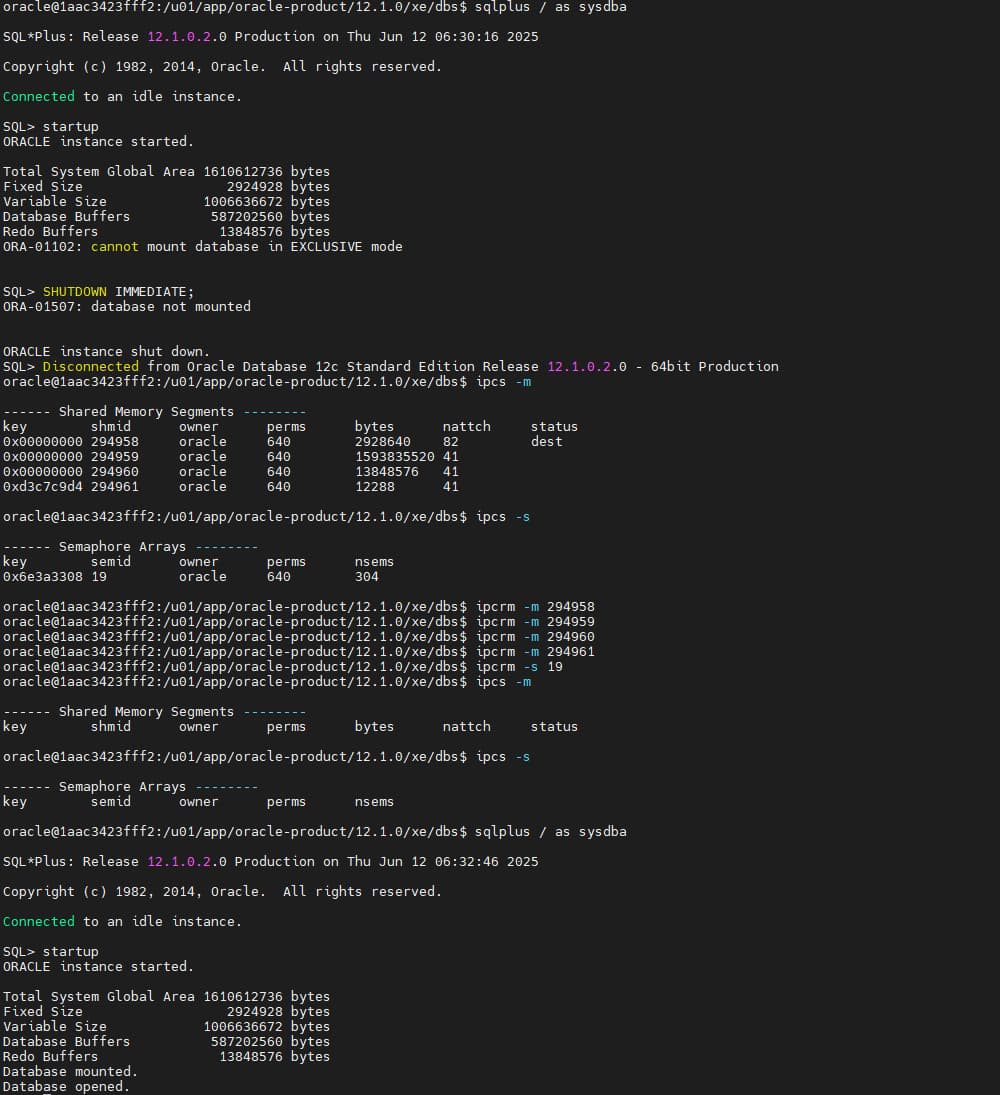 oracle@1aac3423fff2:/u01/app/oracle-product/12.1.0/xe/dbs$ sqlplus / as sysdba
SQL*Plus: Release 12.1.0.2.0 Production on Thu Jun 12 06:30:16 2025
Copyright (c) 1982, 2014, Oracle.  All rights reserved.
Connected to an idle instance.
SQL> startup
ORACLE instance started.
Total System Global Area 1610612736 bytes
Fixed Size                  2924928 bytes
Variable Size            1006636672 bytes
Database Buffers          587202560 bytes
Redo Buffers               13848576 bytes
ORA-01102: cannot mount database in EXCLUSIVE mode
SQL> SHUTDOWN IMMEDIATE;
ORA-01507: database not mounted
ORACLE instance shut down.
SQL> Disconnected from Oracle Database 12c Standard Edition Release 12.1.0.2.0 - 64bit Production
oracle@1aac3423fff2:/u01/app/oracle-product/12.1.0/xe/dbs$ ipcs -m
------ Shared Memory Segments --------
key        shmid      owner      perms      bytes      nattch     status
0x00000000 294958     oracle     640        2928640    82         dest
0x00000000 294959     oracle     640        1593835520 41
0x00000000 294960     oracle     640        13848576   41
0xd3c7c9d4 294961     oracle     640        12288      41
oracle@1aac3423fff2:/u01/app/oracle-product/12.1.0/xe/dbs$ ipcs -s
------ Semaphore Arrays --------
key        semid      owner      perms      nsems
0x6e3a3308 19         oracle     640        304
oracle@1aac3423fff2:/u01/app/oracle-product/12.1.0/xe/dbs$ ipcrm -m 294958
oracle@1aac3423fff2:/u01/app/oracle-product/12.1.0/xe/dbs$ ipcrm -m 294959
oracle@1aac3423fff2:/u01/app/oracle-product/12.1.0/xe/dbs$ ipcrm -m 294960
oracle@1aac3423fff2:/u01/app/oracle-product/12.1.0/xe/dbs$ ipcrm -m 294961
oracle@1aac3423fff2:/u01/app/oracle-product/12.1.0/xe/dbs$ ipcrm -s 19
oracle@1aac3423fff2:/u01/app/oracle-product/12.1.0/xe/dbs$ ipcs -m
------ Shared Memory Segments --------
key        shmid      owner      perms      bytes      nattch     status
oracle@1aac3423fff2:/u01/app/oracle-product/12.1.0/xe/dbs$ ipcs -s
------ Semaphore Arrays --------
key        semid      owner      perms      nsems
oracle@1aac3423fff2:/u01/app/oracle-product/12.1.0/xe/dbs$ sqlplus / as sysdba
SQL*Plus: Release 12.1.0.2.0 Production on Thu Jun 12 06:32:46 2025
Copyright (c) 1982, 2014, Oracle.  All rights reserved.
Connected to an idle instance.
SQL> startup
ORACLE instance started.
Total System Global Area 1610612736 bytes
Fixed Size                  2924928 bytes
Variable Size            1006636672 bytes
Database Buffers          587202560 bytes
Redo Buffers               13848576 bytes
Database mounted.
Database opened.